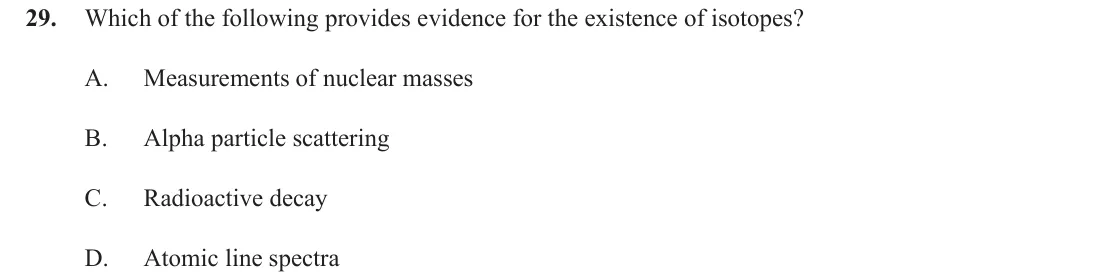 29. Which of the following provides evidence for the existence of isotopes?
A. Measurements of nuclear masses
B. Alpha particle scattering
C. Radioactive decay
D. Atomic line spectra